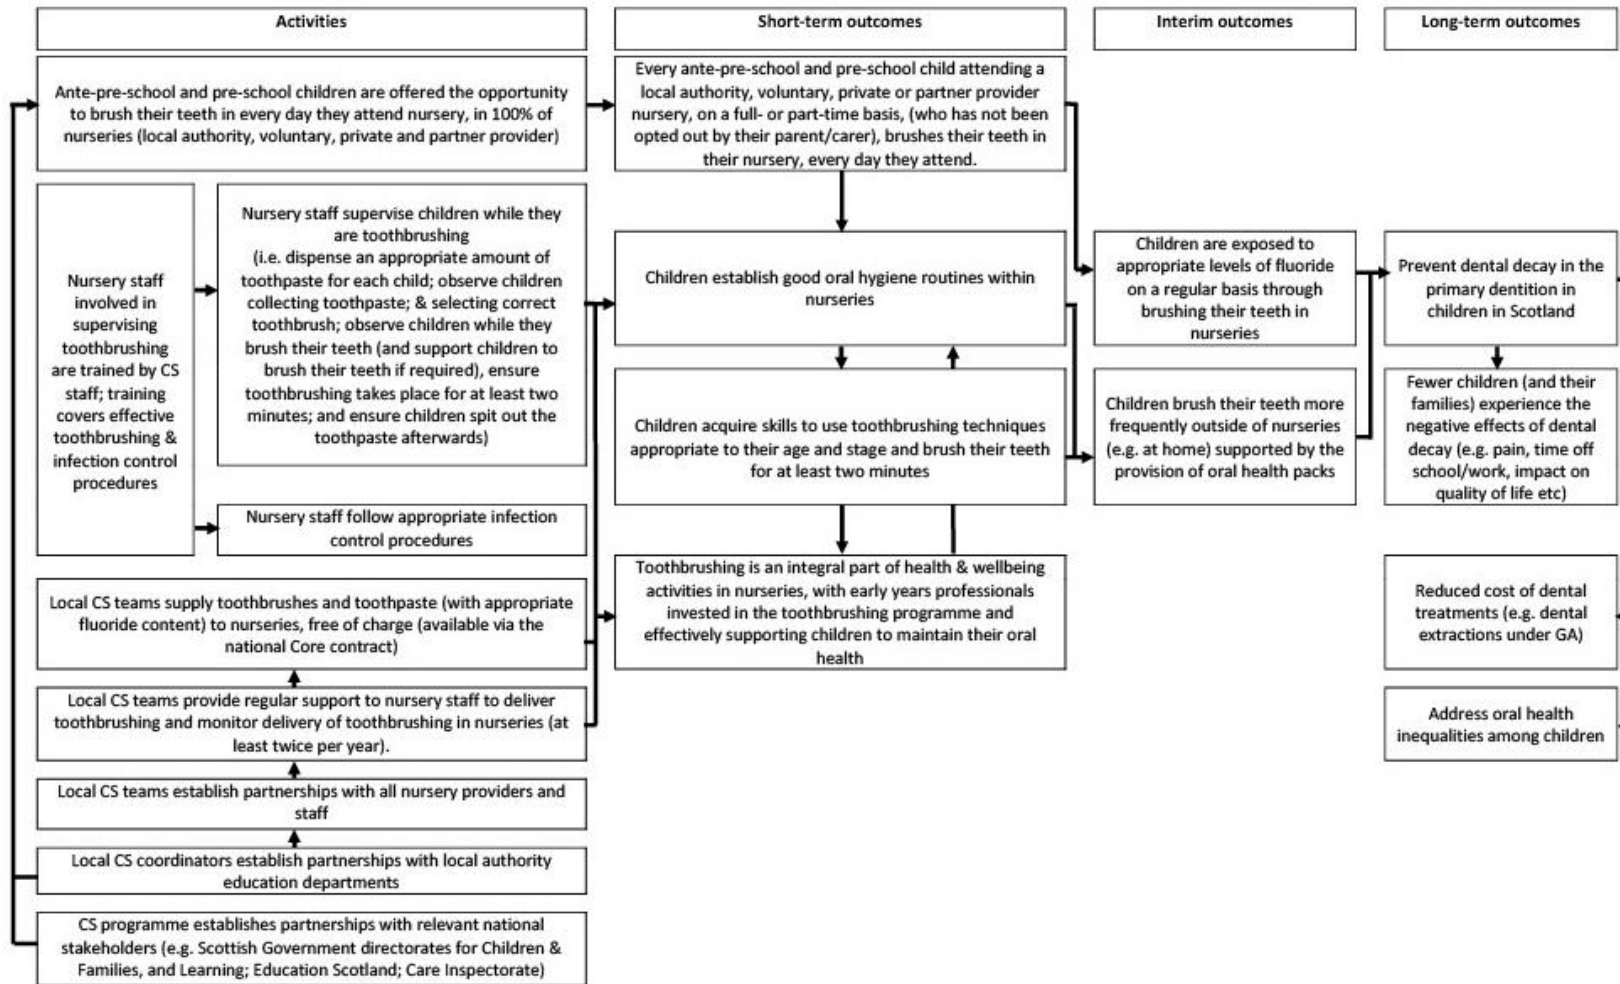 Activities
Short-term outcomes
Interim outcomes
Long-term outcomes
Ante-pre-school and pre-school children are offered the opportunity
to brush their teeth in every day they attend nursery, in 100% of
nurseries (local authority, voluntary, private and partner provider)
Nursery staff
involved in
supervising
toothbrushing
are trained by CS
staff; training
covers effective
toothbrushing &
infection control
procedures
Nursery staff supervise children while they
are toothbrushing
(i.e. dispense an appropriate amount of
toothpaste for each child; observe children
collecting toothpaste; & selecting correct
toothbrush; observe children while they
brush their teeth (and support children to
brush their teeth if required), ensure
toothbrushing takes place for at least two
minutes; and ensure children spit out the
toothpaste afterwards)
Nursery staff follow appropriate infection
control procedures
Local CS teams supply toothbrushes and toothpaste (with appropriate
fluoride content) to nurseries, free of charge (available via the
national Core contract)
Local CS teams provide regular support to nursery staff to deliver
toothbrushing and monitor delivery of toothbrushing in nurseries (at
least twice per year).
Local CS teams establish partnerships with all nursery providers and
staff
Local CS coordinators establish partnerships with local authority
education departments
CS programme establishes partnerships with relevant national
stakeholders (e.g. Scottish Government directorates for Children &
Families, and Learning; Education Scotland; Care Inspectorate)
Every ante-pre-school and pre-school child attending a
local authority, voluntary, private or partner provider
nursery, on a full- or part-time basis, (who has not been
opted out by their parent/carer), brushes their teeth in
their nursery, every day they attend.
Children establish good oral hygiene routines within
nurseries
Children acquire skills to use toothbrushing techniques
appropriate to their age and stage and brush their teeth
for at least two minutes
Toothbrushing is an integral part of health & wellbeing
activities in nurseries, with early years professionals
invested in the toothbrushing programme and
effectively supporting children to maintain their oral
health
Children are exposed to
appropriate levels of fluoride
on a regular basis through
brushing their teeth in
nurseries
Children brush their teeth more
frequently outside of nurseries
(e.g. at home) supported by the
provision of oral health packs
Prevent dental decay in the
primary dentition in
children in Scotland
Fewer children (and their
families) experience the
negative effects of dental
decay (e.g. pain, time off
school/work, impact on
quality of life etc)
Reduced cost of dental
treatments (e.g. dental
extractions under GA)
Address oral health
inequalities among children